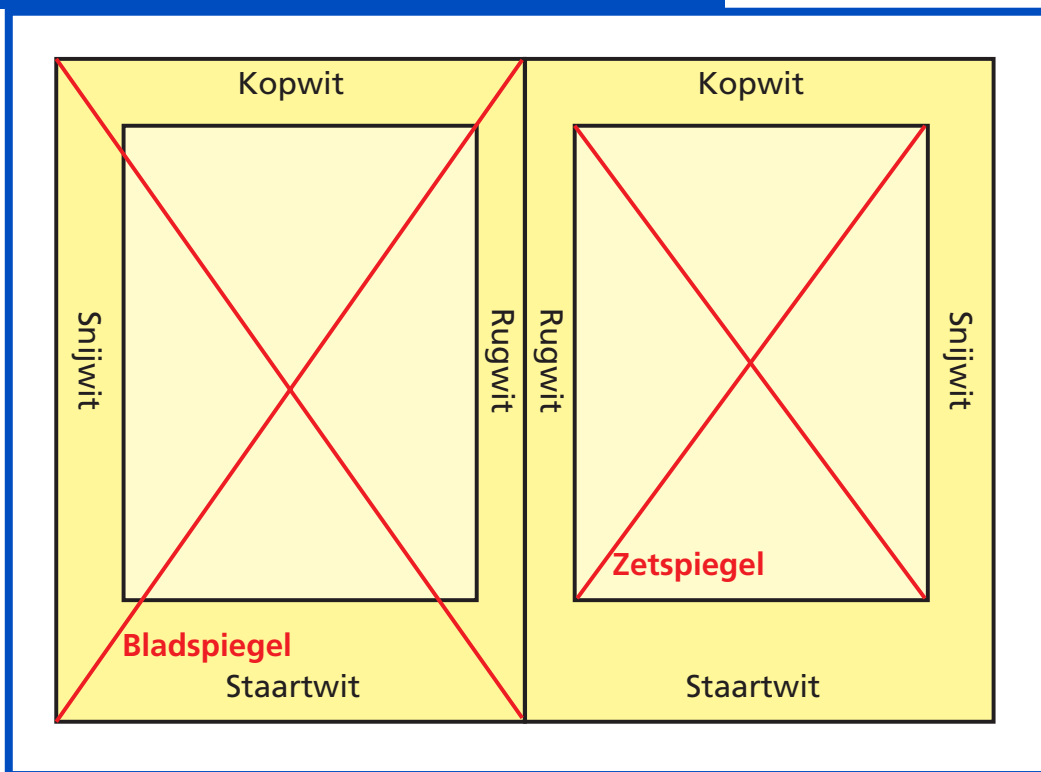 Kopwit
Kopwit
Snijwit
Rugwit
Rugwit
Snijwit
Zetspiegel
Bladspiegel
Staartwit
Staartwit